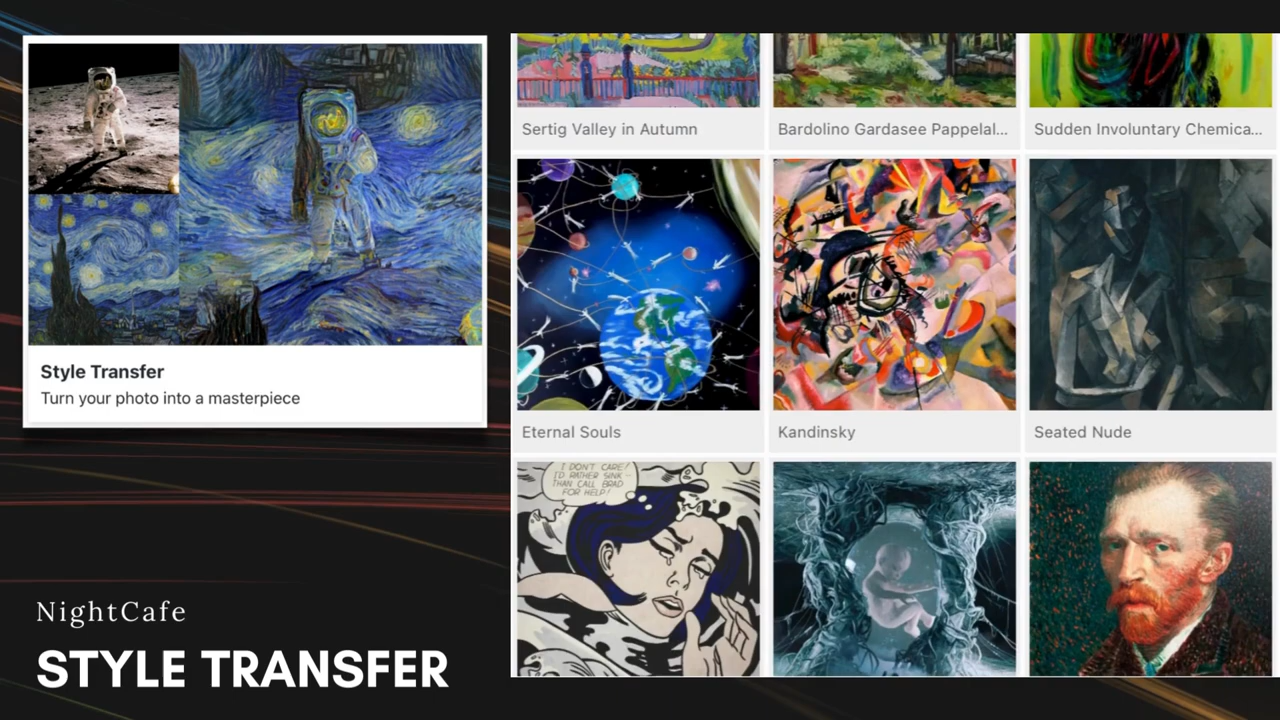 Style Transfer
Turn your photo into a masterpiece
NightCafe
STYLE TRANSFER
Sertig Valley in Autumn
Bardolino Gardasee Pappelal...
Sudden Involuntary Chemica...
Eternal Souls
Kandinsky
Seated Nude
I DON'T CARE!
I'D RATHER SINK--
THAN CALL BRAD
FOR HELP!